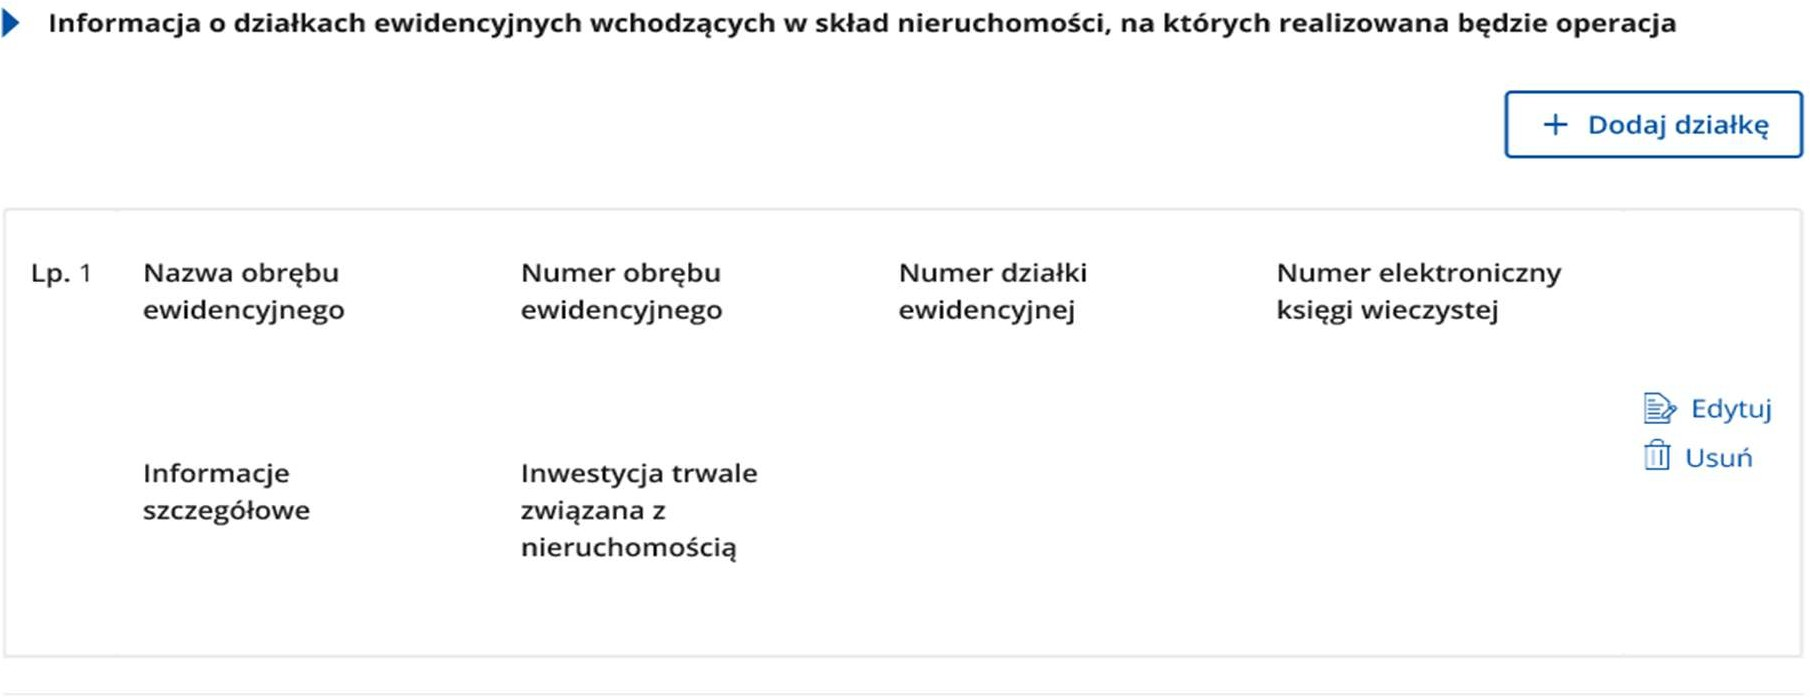 Informacja o działkach ewidencyjnych wchodzących w skład nieruchomości, na których realizowana będzie operacja
+ Dodaj działkę
Lp. 1
Nazwa obrębu
ewidencyjnego
Numer obrębu
ewidencyjnego
Numer działki
ewidencyjnej
Numer elektroniczny
księgi wieczystej
Edytuj
Usuń
Informacje
szczegółowe
Inwestycja trwale
związana z
nieruchomością